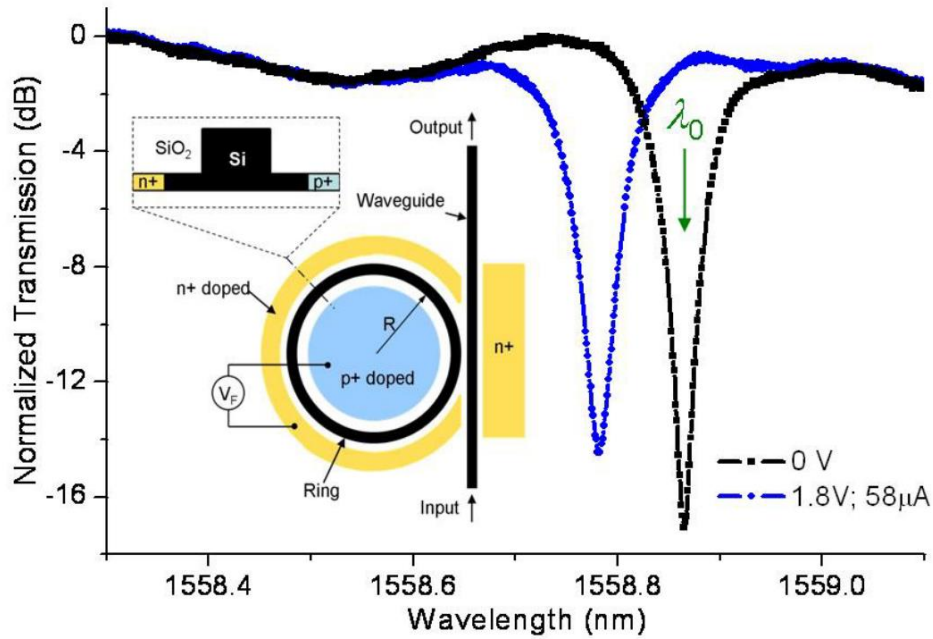 Normalized Transmission (dB)
0
-4
-8
-12
-16
1558.4
1558.6
1558.8
1559.0
Wavelength (nm)
SiO₂
Si
n+
p+
Output
Waveguide
λ₀
n+ doped
R
p+ doped
n+
V_F
Ring
Input
0 V
1.8V; 58μA